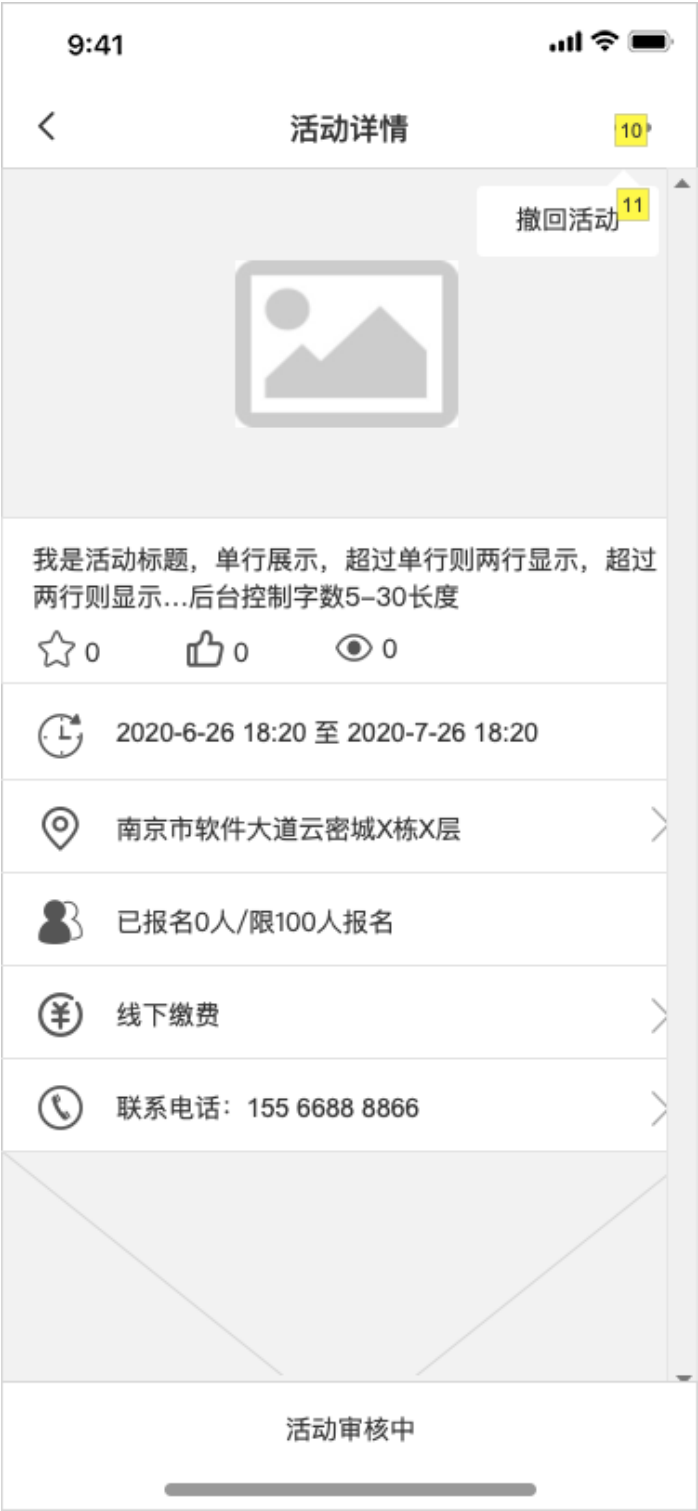 9:41
活动详情
10
11
撤回活动
我是活动标题，单行展示，超过单行则两行显示，超过
两行则显示...后台控制字数5–30长度
0
0
0
2020-6-26 18:20 至 2020-7-26 18:20
南京市软件大道云密城X栋X层
已报名0人/限100人报名
线下缴费
联系电话：155 6688 8866
活动审核中